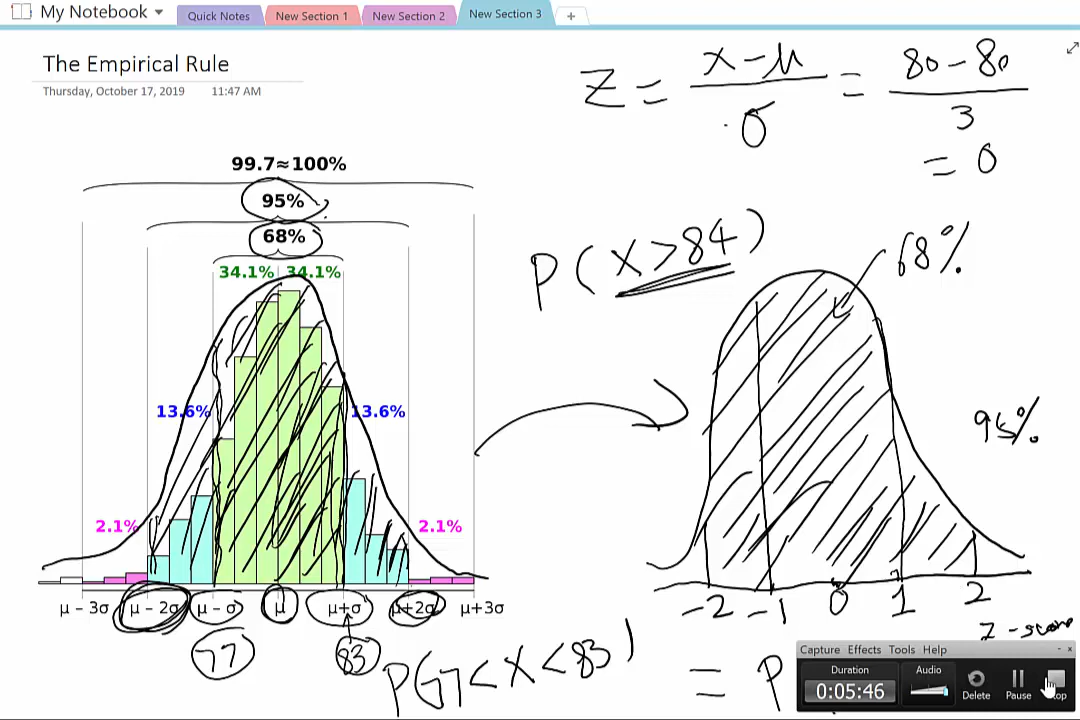 My Notebook
Quick Notes
New Section 1
New Section 2
New Section 3
+
The Empirical Rule
Thursday, October 17, 2019 11:47 AM
Z = x-μ / σ = 80-80 / 3
= 0
99.7≈100%
95%
68%
34.1% 34.1%
13.6% 13.6%
2.1% 2.1%
μ − 3σ μ − 2σ μ − σ μ μ+σ μ+2σ μ+3σ
77
83
P(X>84)
68%
95%
-2 -1 0 1 2
Z-score
P(77<X<83) = P
Capture Effects Tools Help
Duration
0:05:46
Audio
Delete
Pause